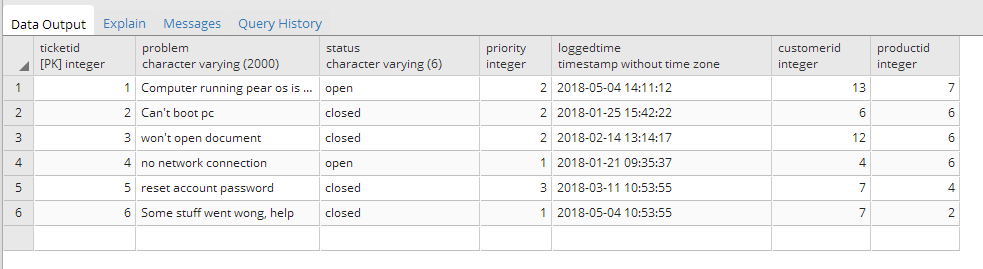 Data Output Explain Messages Query History
ticketid problem status priority loggedtime customerid productid
[PK] integer character varying (2000) character varying (6) integer timestamp without time zone integer integer
1 1 Computer running pear os is ... open 2 2018-05-04 14:11:12 13 7
2 2 Can't boot pc closed 2 2018-01-25 15:42:22 6 6
3 3 won't open document closed 2 2018-02-14 13:14:17 12 6
4 4 no network connection open 1 2018-01-21 09:35:37 4 6
5 5 reset account password closed 3 2018-03-11 10:53:55 7 4
6 6 Some stuff went wong, help closed 1 2018-05-04 10:53:55 7 2